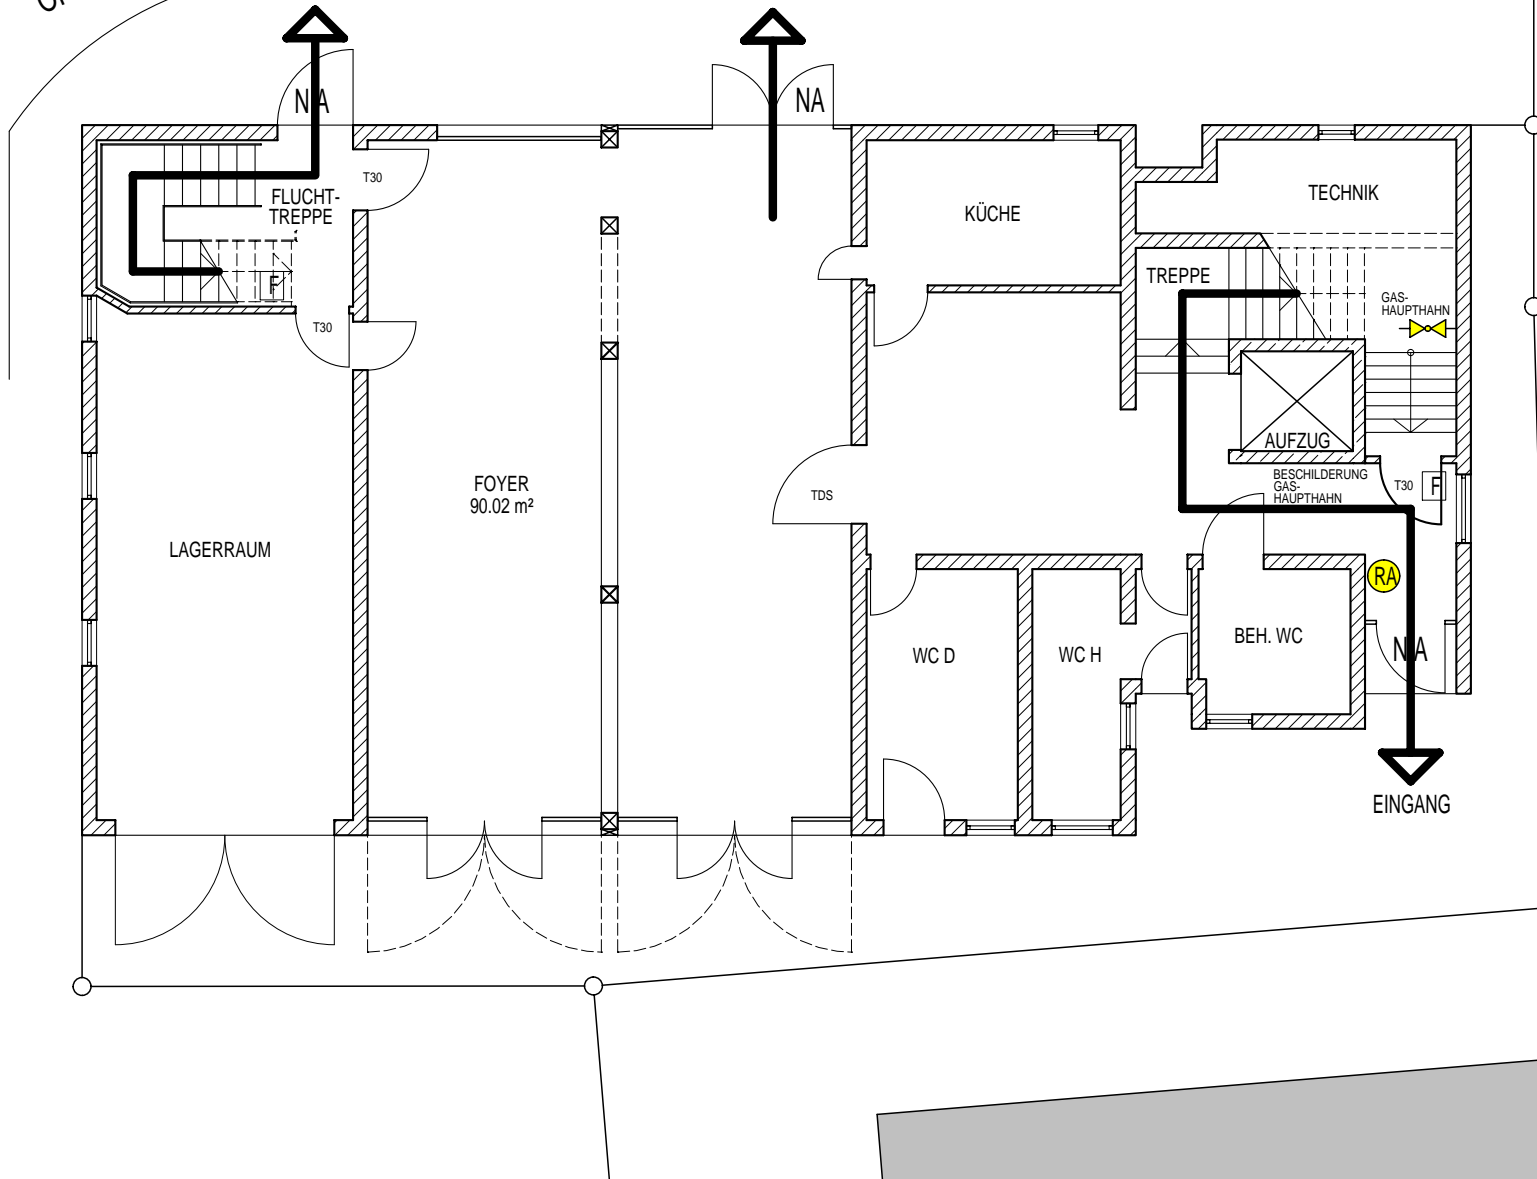 NA
NA
T30
FLUCHT-
TREPPE
F
T30
KÜCHE
TECHNIK
TREPPE
GAS-
HAUPTHAHN
AUFZUG
BESCHILDERUNG
GAS-
HAUPTHAHN
T30
F
FOYER
90.02 m²
TDS
LAGERRAUM
RA
WC D
WC H
BEH. WC
NA
EINGANG